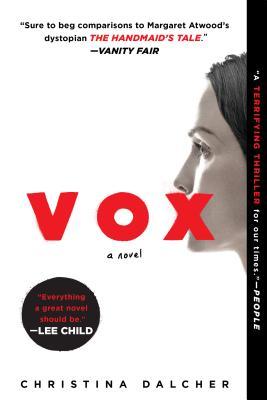 "Sure to beg comparisons to Margaret Atwood's
dystopian THE HANDMAID'S TALE."
—VANITY FAIR
"A TERRIFYING THRILLER for our times."—PEOPLE
VOX
a novel
"Everything
a great novel
should be."
—LEE CHILD
CHRISTINA DALCHER